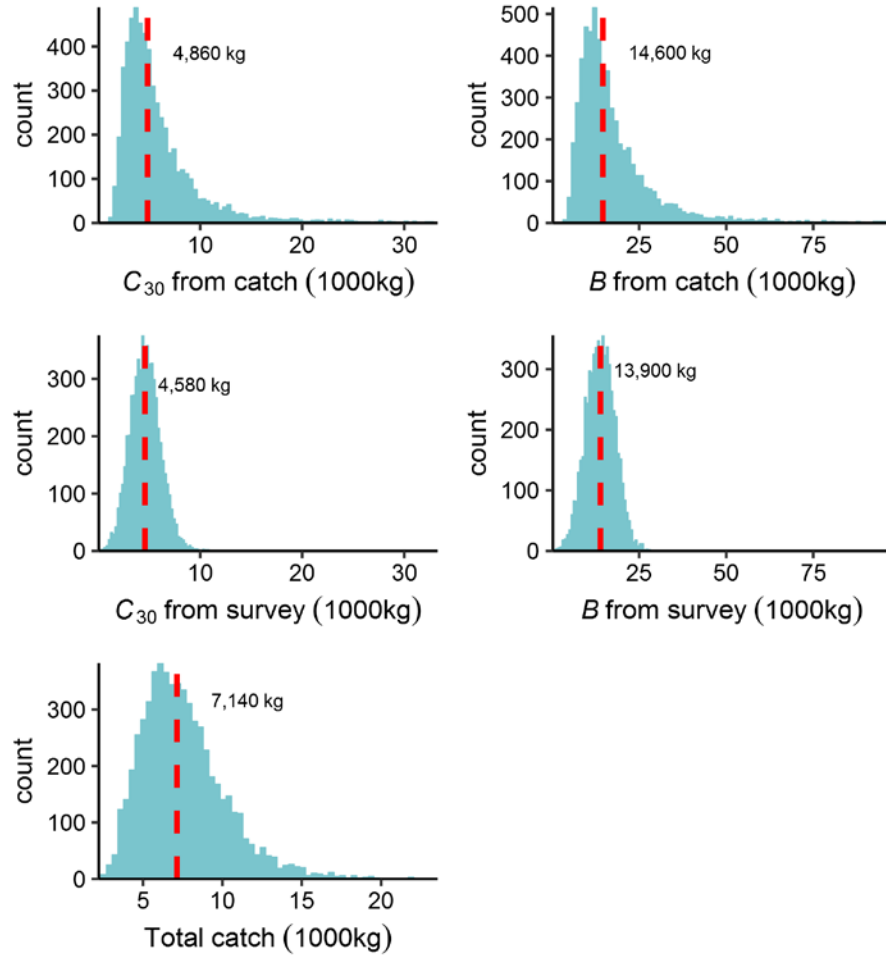 400
300
200
100
0
count
4,860 kg
10 20 30
C30 from catch (1000kg)
500
400
300
200
100
0
count
14,600 kg
25 50 75
B from catch (1000kg)
300
200
100
0
count
4,580 kg
10 20 30
C30 from survey (1000kg)
300
200
100
0
count
13,900 kg
25 50 75
B from survey (1000kg)
300
200
100
0
count
7,140 kg
5 10 15 20
Total catch (1000kg)